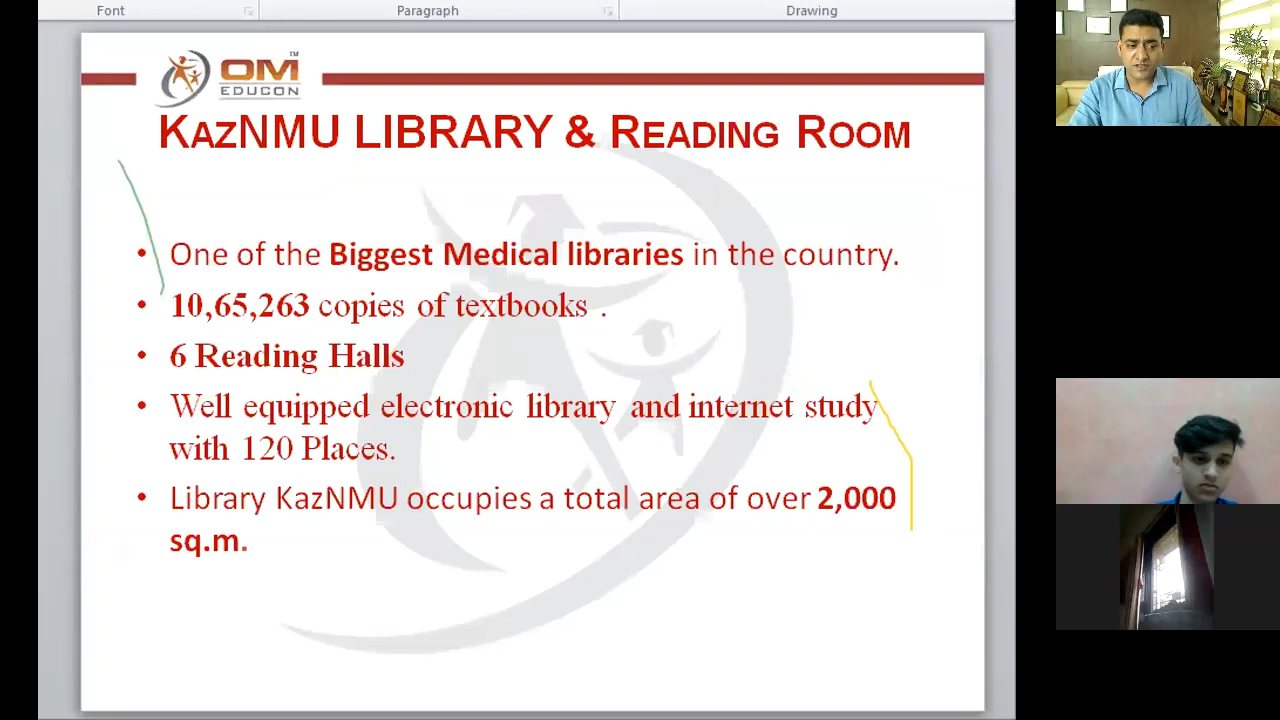 Font Paragraph Drawing
OM™
EDUCON
KAZNMU LIBRARY & READING ROOM
• One of the Biggest Medical libraries in the country.
• 10,65,263 copies of textbooks .
• 6 Reading Halls
• Well equipped electronic library and internet study
with 120 Places.
• Library KazNMU occupies a total area of over 2,000
sq.m.